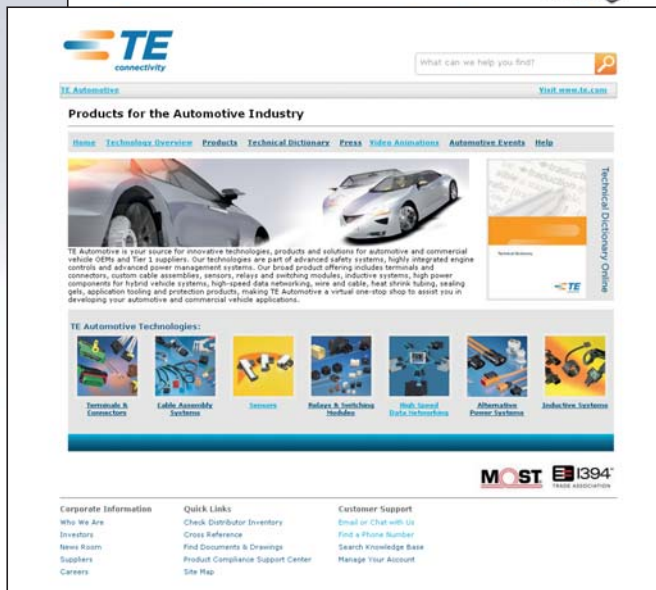 TE
connectivity
What can we help you find?
TE Automotive
Visit www.te.com
Products for the Automotive Industry
Home Technology Overview Products Technical Dictionary Press Video Animations Automotive Events Help
TE Automotive is your source for innovative technologies, products and solutions for automotive and commercial
vehicle OEMs and Tier 1 suppliers. Our technologies are part of advanced safety systems, highly integrated engine
controls and advanced power management systems. Our broad product offering includes terminals and
connectors, custom cable assemblies, sensors, relays and switching modules, inductive systems, high power
components for hybrid vehicle systems, high-speed data networking, wire and cable, heat shrink tubing, sealing
gels, application tooling and protection products, making TE Automotive a virtual one-stop shop to assist you in
developing your automotive and commercial vehicle applications.
Technical Dictionary
TE
Technical Dictionary Online
TE Automotive Technologies:
Terminals &
Connectors
Cable Assembly
Systems
Sensors
Relays & Switching
Modules
High Speed
Data Networking
Alternative
Power Systems
Inductive Systems
MOST
1394
TRADE ASSOCIATION
Corporate Information
Who We Are
Investors
News Room
Suppliers
Careers
Quick Links
Check Distributor Inventory
Cross Reference
Find Documents & Drawings
Product Compliance Support Center
Site Map
Customer Support
Email or Chat with Us
Find a Phone Number
Search Knowledge Base
Manage Your Account